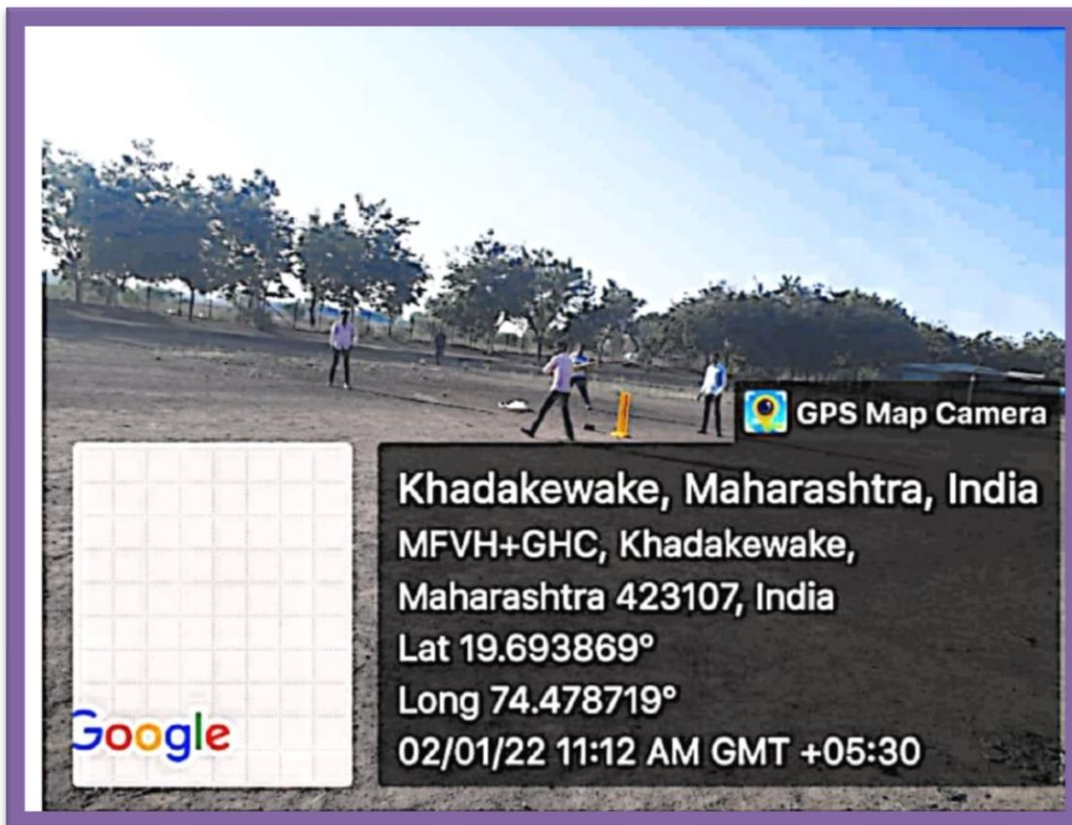 GPS Map Camera
Khadakewake, Maharashtra, India
MFVH+GHC, Khadakewake,
Maharashtra 423107, India
Lat 19.693869°
Long 74.478719°
02/01/22 11:12 AM GMT +05:30
Google